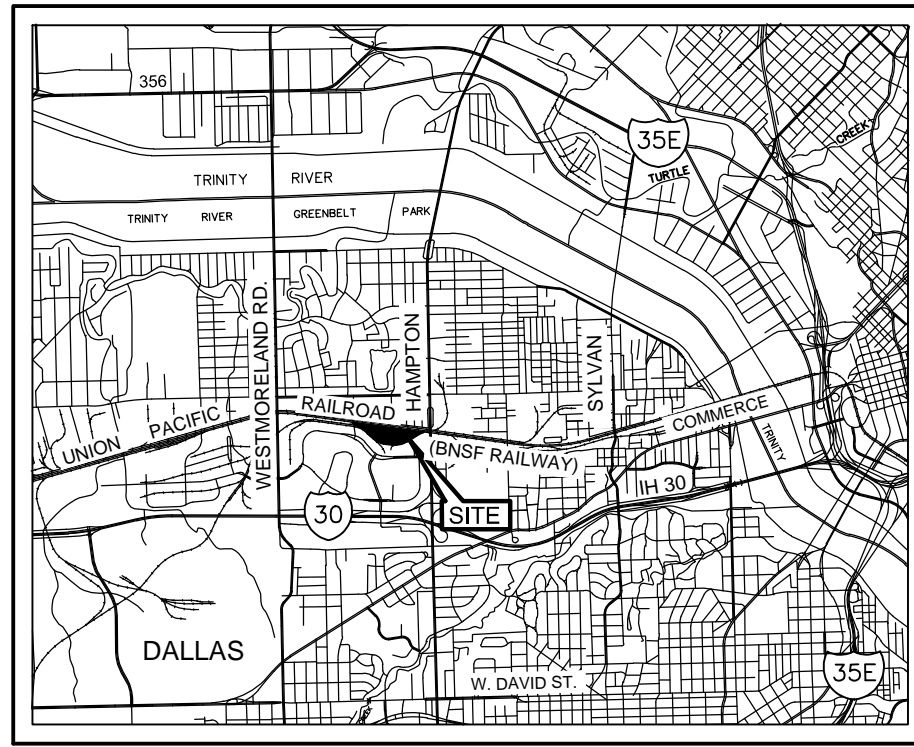 356
35E
TURTLE
CREEK
TRINITY RIVER
TRINITY RIVER GREENBELT PARK
WESTMORELAND RD.
HAMPTON
SYLVAN
UNION PACIFIC RAILROAD
(BNSF RAILWAY)
COMMERCE
TRINITY
IH 30
30
SITE
DALLAS
W. DAVID ST.
35E